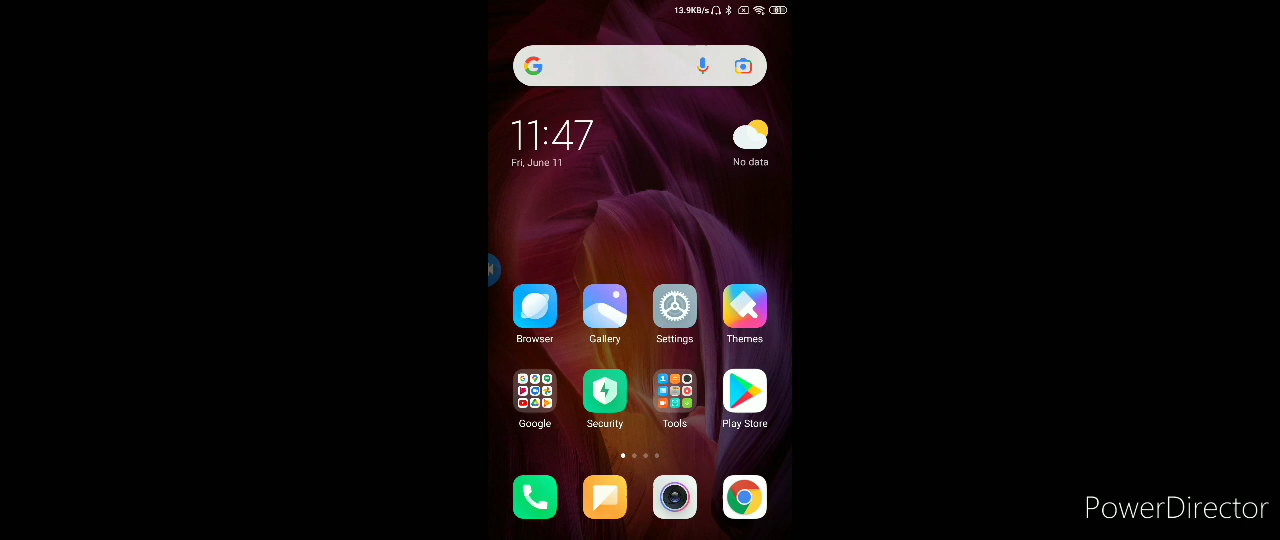 13.9KB/s 81
11:47
Fri, June 11
No data
Browser Gallery Settings Themes
Google Security Tools Play Store
PowerDirector